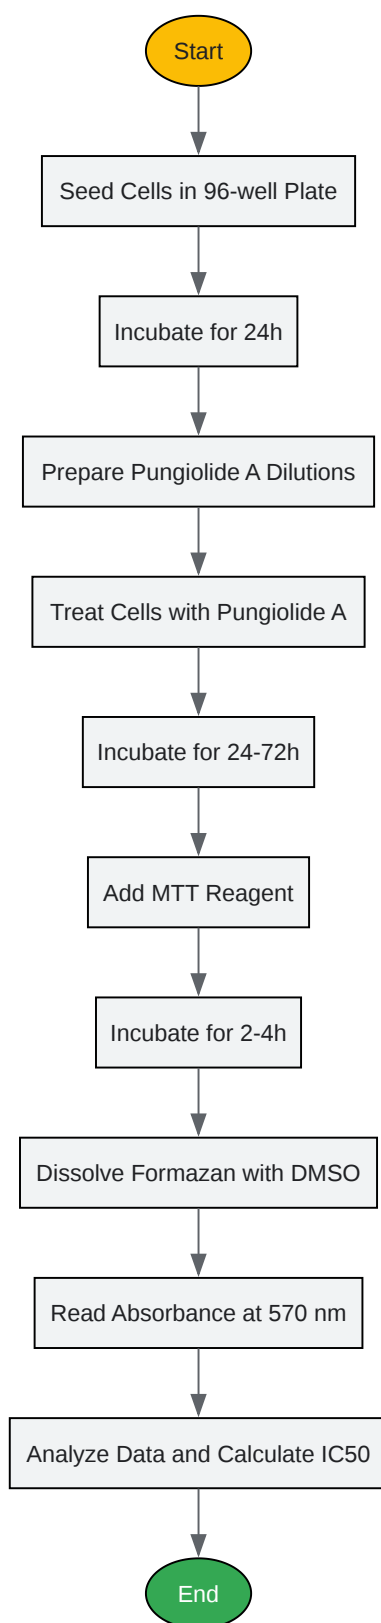 Start
Seed Cells in 96-well Plate
Incubate for 24h
Prepare Pungiolide A Dilutions
Treat Cells with Pungiolide A
Incubate for 24-72h
Add MTT Reagent
Incubate for 2-4h
Dissolve Formazan with DMSO
Read Absorbance at 570 nm
Analyze Data and Calculate IC50
End